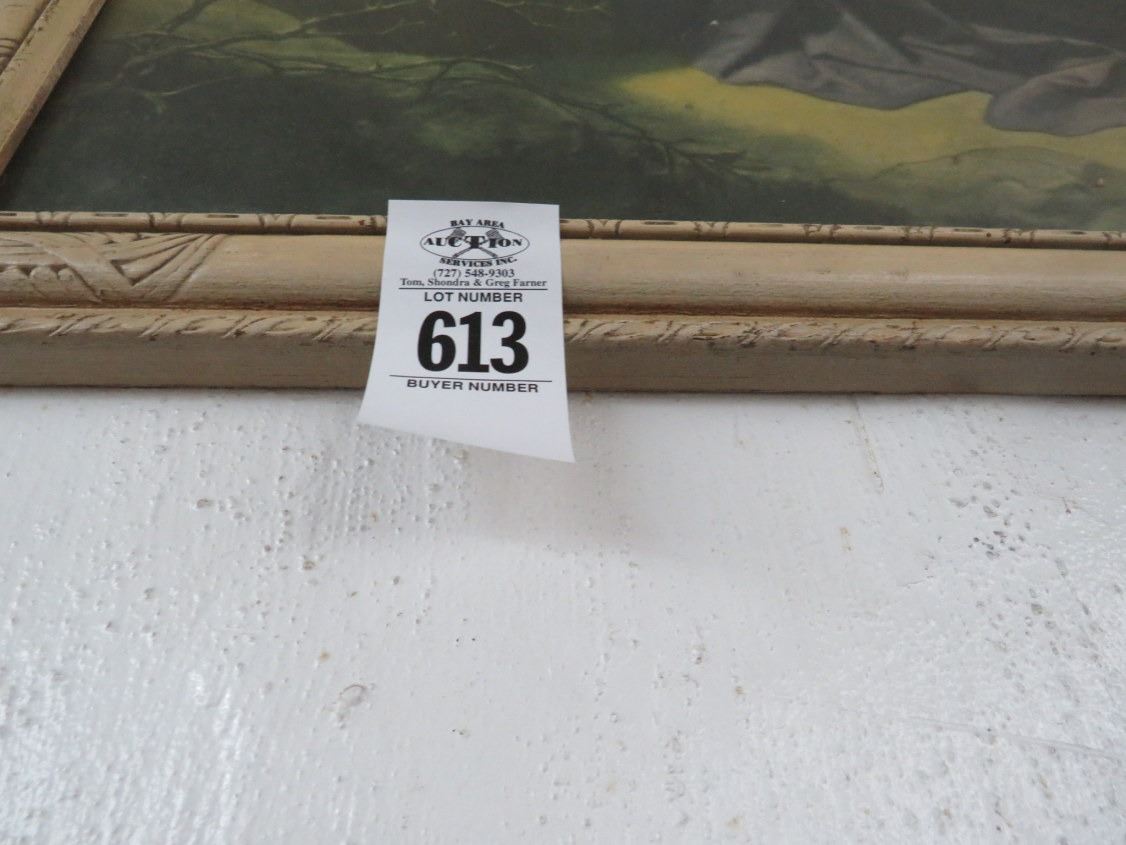 BAY AREA
AUCTION
SERVICES INC.
(727) 548-9303
Tom, Shondra & Greg Farner
LOT NUMBER
613
BUYER NUMBER